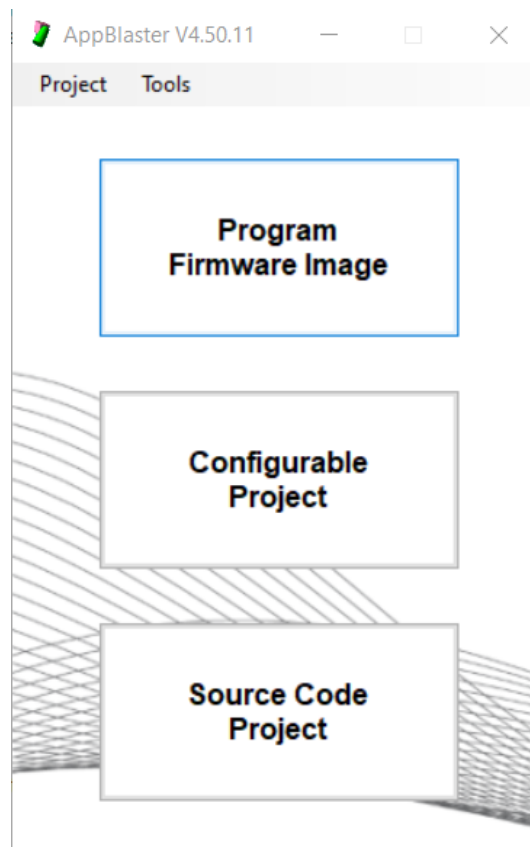 AppBlaster V4.50.11
Project Tools
Program
Firmware Image
Configurable
Project
Source Code
Project